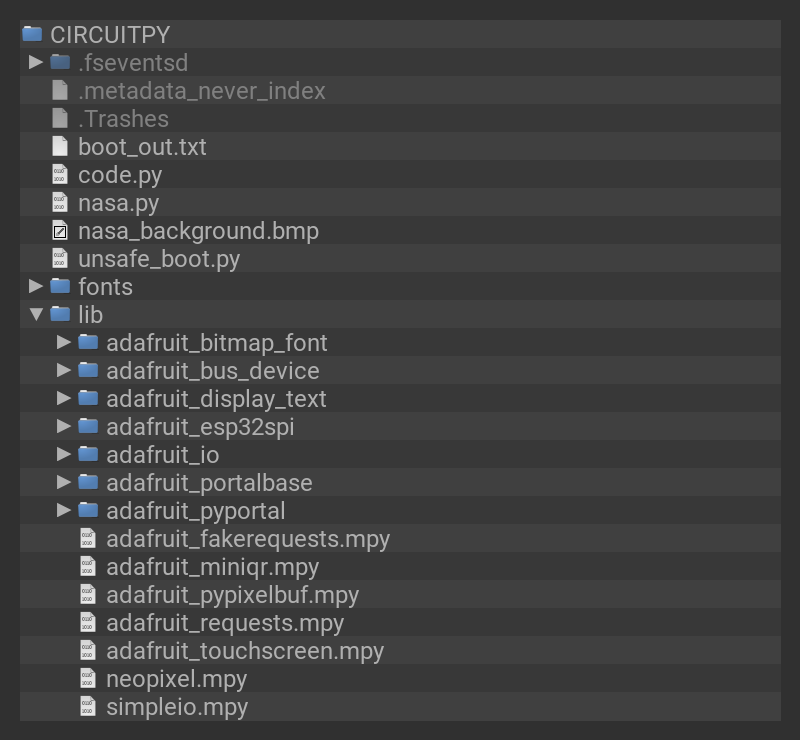 CIRCUITPY
.fseventsd
.metadata_never_index
.Trashes
boot_out.txt
code.py
nasa.py
nasa_background.bmp
unsafe_boot.py
fonts
lib
adafruit_bitmap_font
adafruit_bus_device
adafruit_display_text
adafruit_esp32spi
adafruit_io
adafruit_portalbase
adafruit_pyportal
adafruit_fakerequests.mpy
adafruit_miniqr.mpy
adafruit_pypixelbuf.mpy
adafruit_requests.mpy
adafruit_touchscreen.mpy
neopixel.mpy
simpleio.mpy